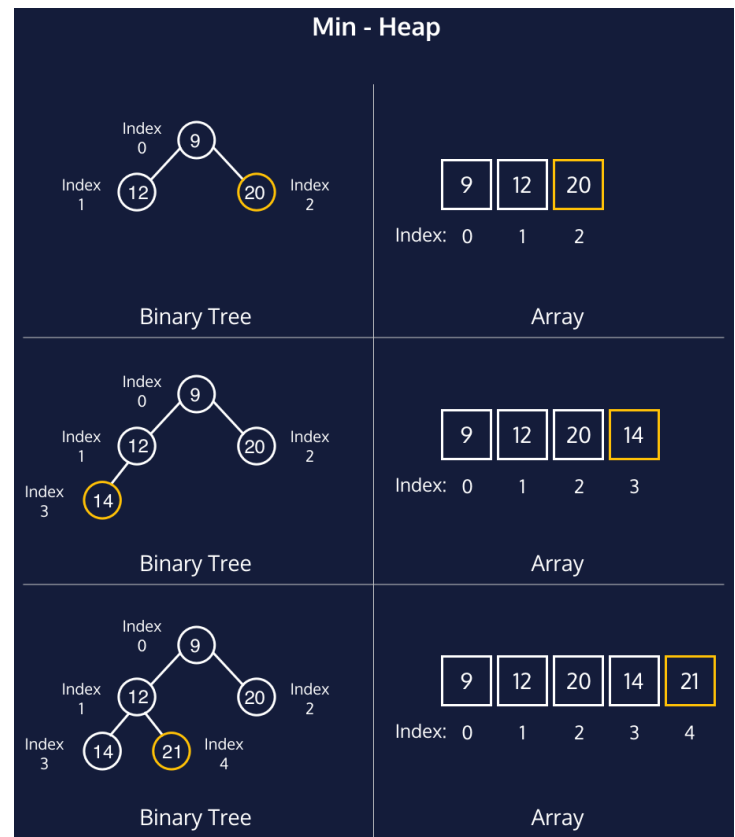 Min - Heap
Index
0
9
Index
1
12
20
Index
2
9 12 20
Index: 0 1 2
Binary Tree
Array
Index
0
9
Index
1
12
20
Index
2
Index
3
14
9 12 20 14
Index: 0 1 2 3
Binary Tree
Array
Index
0
9
Index
1
12
20
Index
2
Index
3
14
21
Index
4
9 12 20 14 21
Index: 0 1 2 3 4
Binary Tree
Array